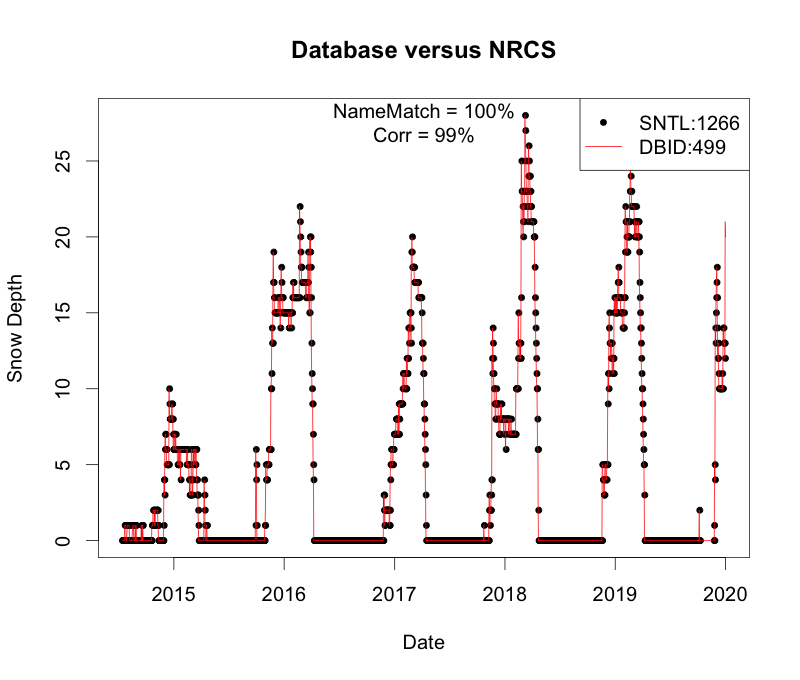 Database versus NRCS
NameMatch = 100%
Corr = 99%
SNTL:1266
DBID:499
Snow Depth
25
20
15
10
5
0
2015 2016 2017 2018 2019 2020
Date